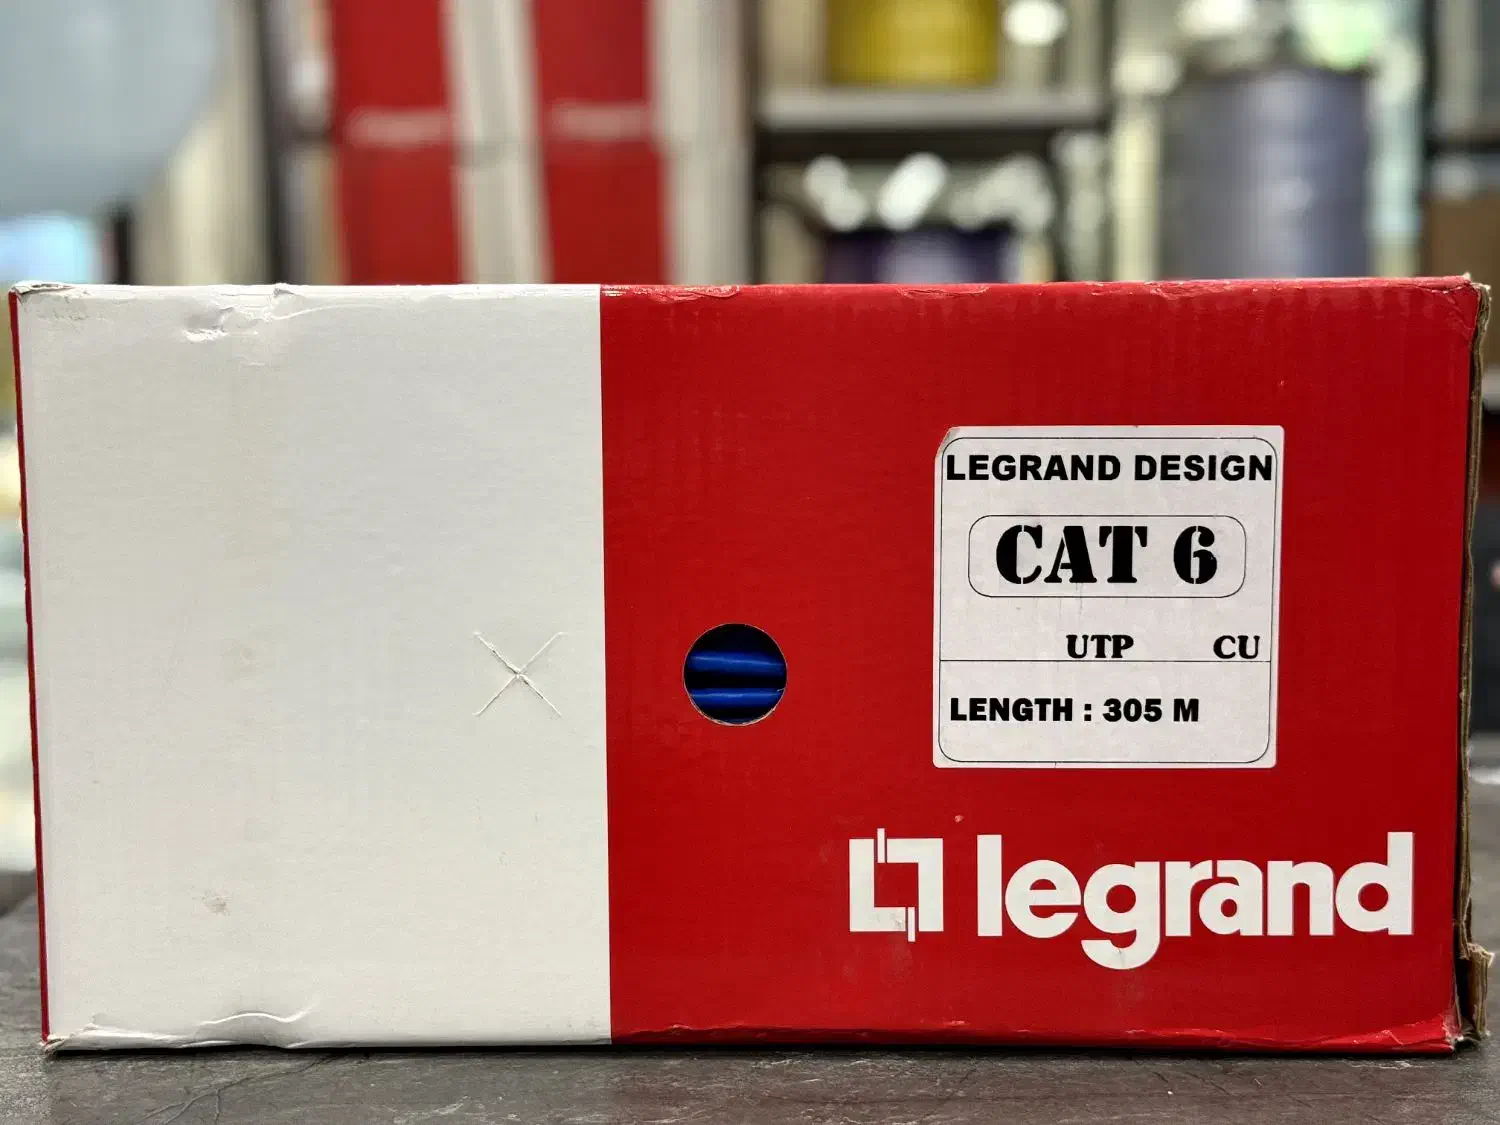 LEGRAND DESIGN
CAT 6
UTP CU
LENGTH : 305 M
legrand